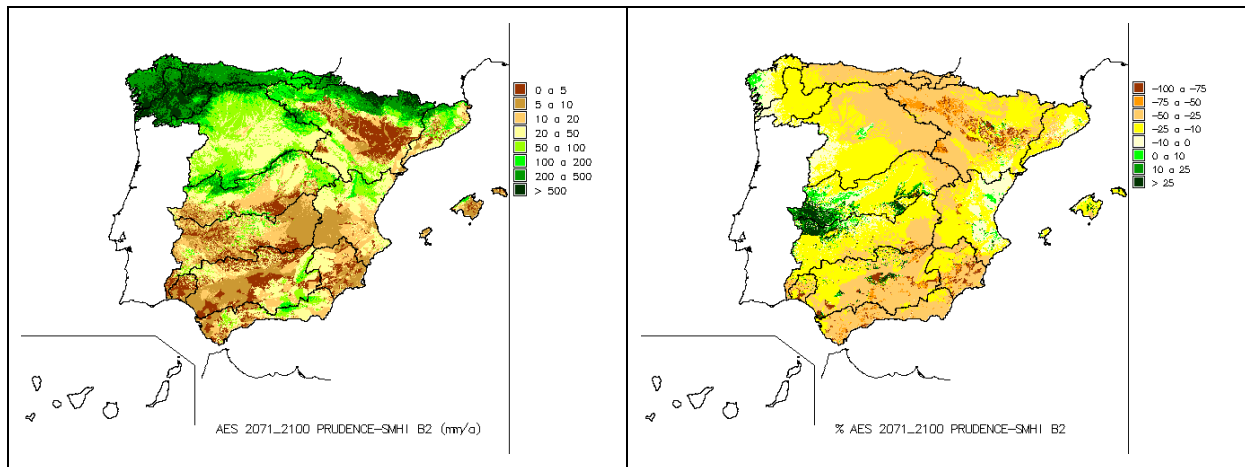 0 a 5
5 a 10
10 a 20
20 a 50
50 a 100
100 a 200
200 a 500
> 500
AES 2071_2100 PRUDENCE-SMHI B2 (mm/a)
-100 a -75
-75 a -50
-50 a -25
-25 a -10
-10 a 0
0 a 10
10 a 25
> 25
% AES 2071_2100 PRUDENCE-SMHI B2